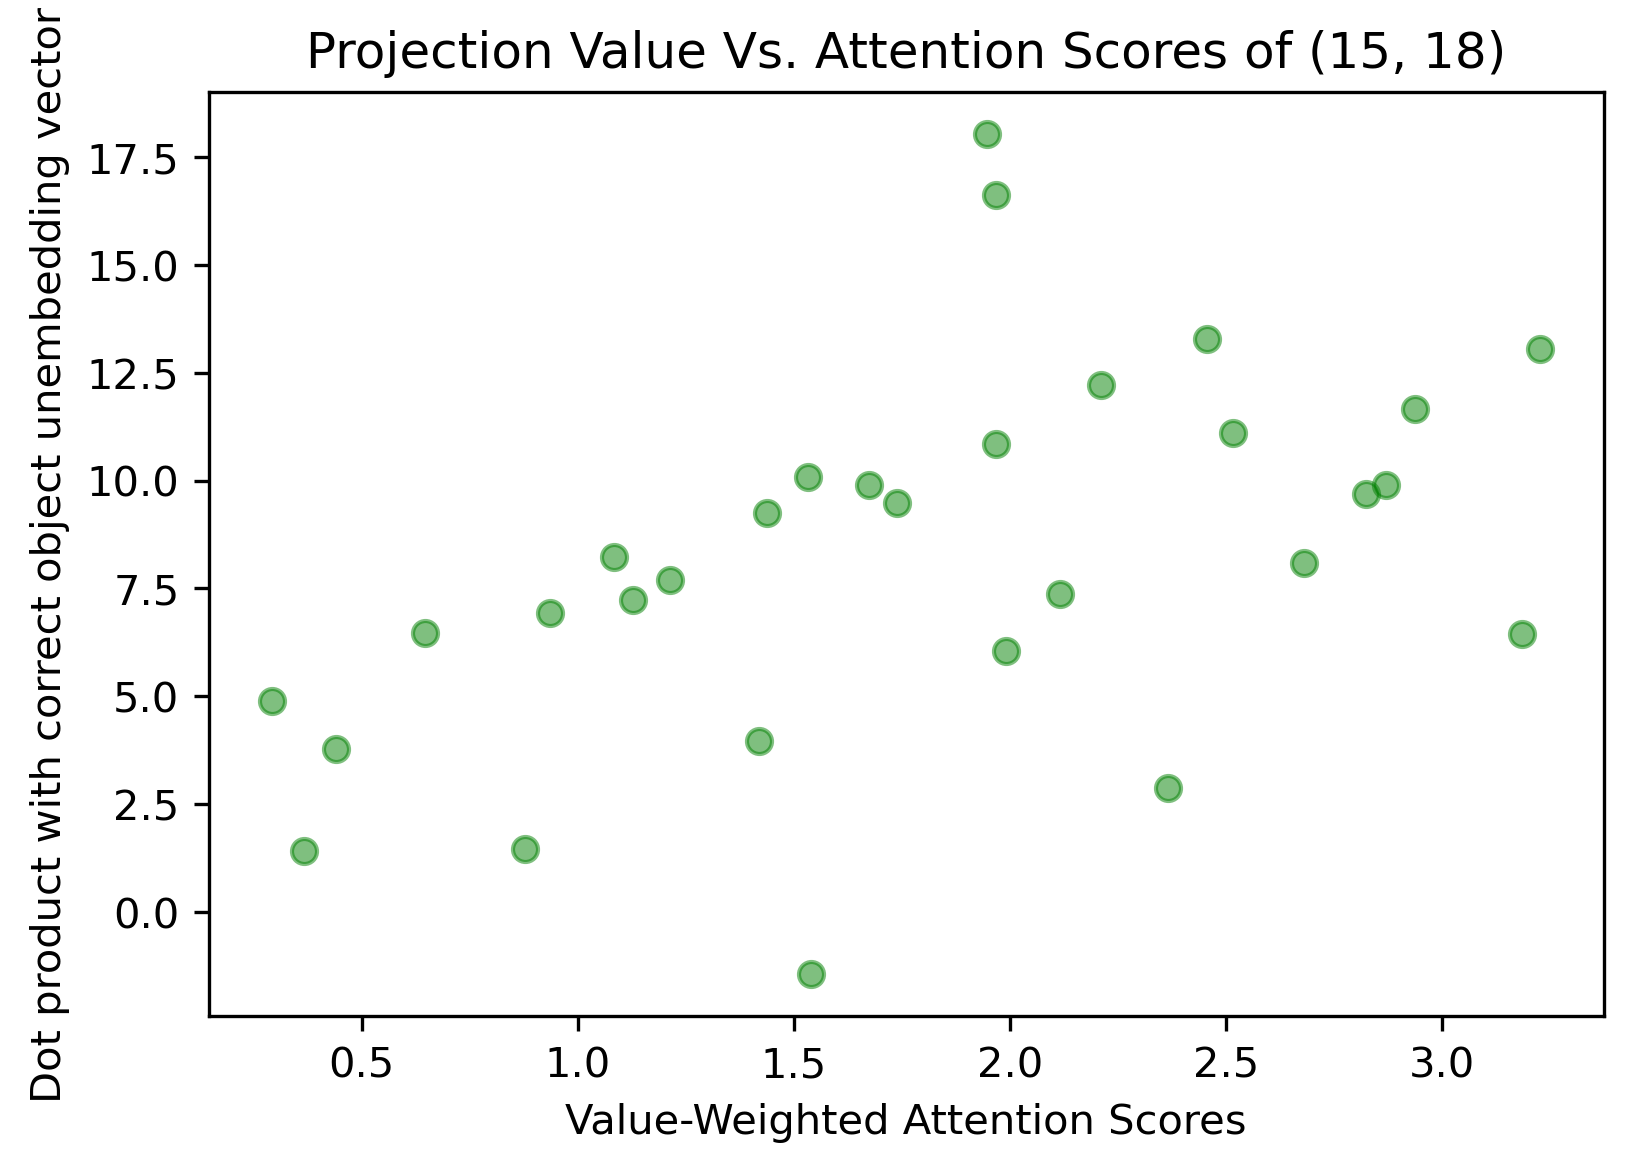 Projection Value Vs. Attention Scores of (15, 18)
Dot product with correct object unembedding vector
17.5
15.0
12.5
10.0
7.5
5.0
2.5
0.0
0.5 1.0 1.5 2.0 2.5 3.0
Value-Weighted Attention Scores